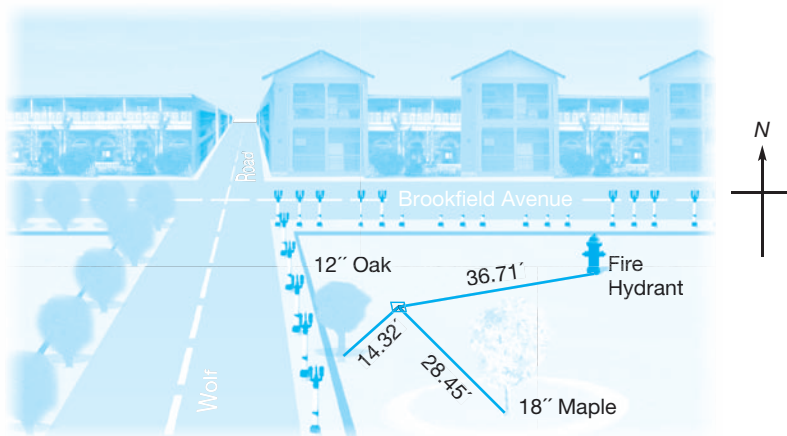 N
Road
Brookfield Avenue
12″ Oak
36.71´
Fire
Hydrant
14.32´
28.45´
Wolf
18″ Maple